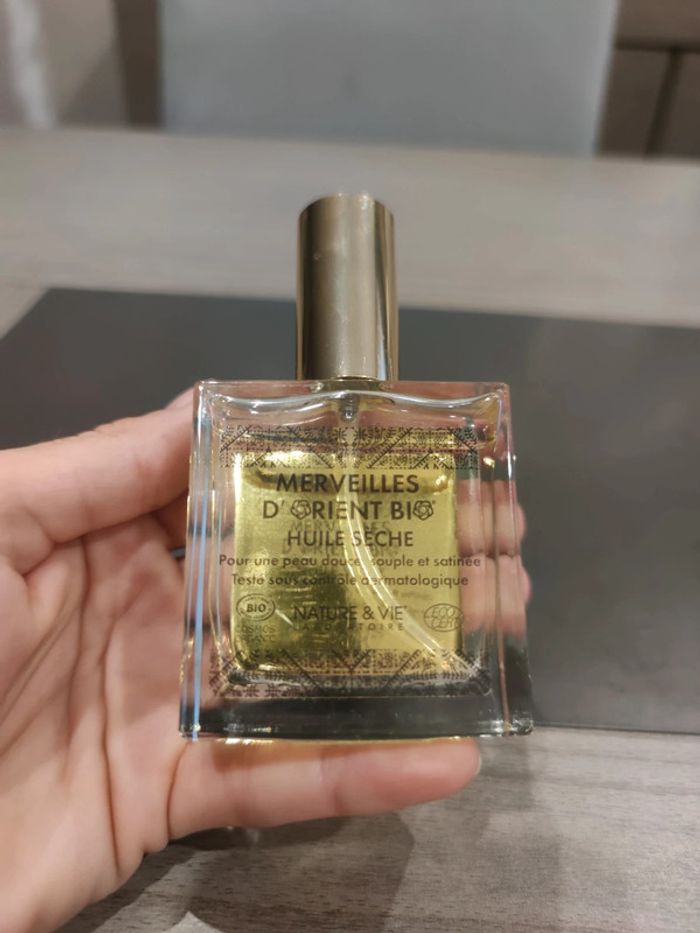 MERVEILLES
D'ORIENT BIO
HUILE SÈCHE
Pour une peau douce, souple et satinée
Testé sous contrôle dermatologique
BIO
NATURE & VIE
LABORATOIRE
ECO
CERT
COSMOS